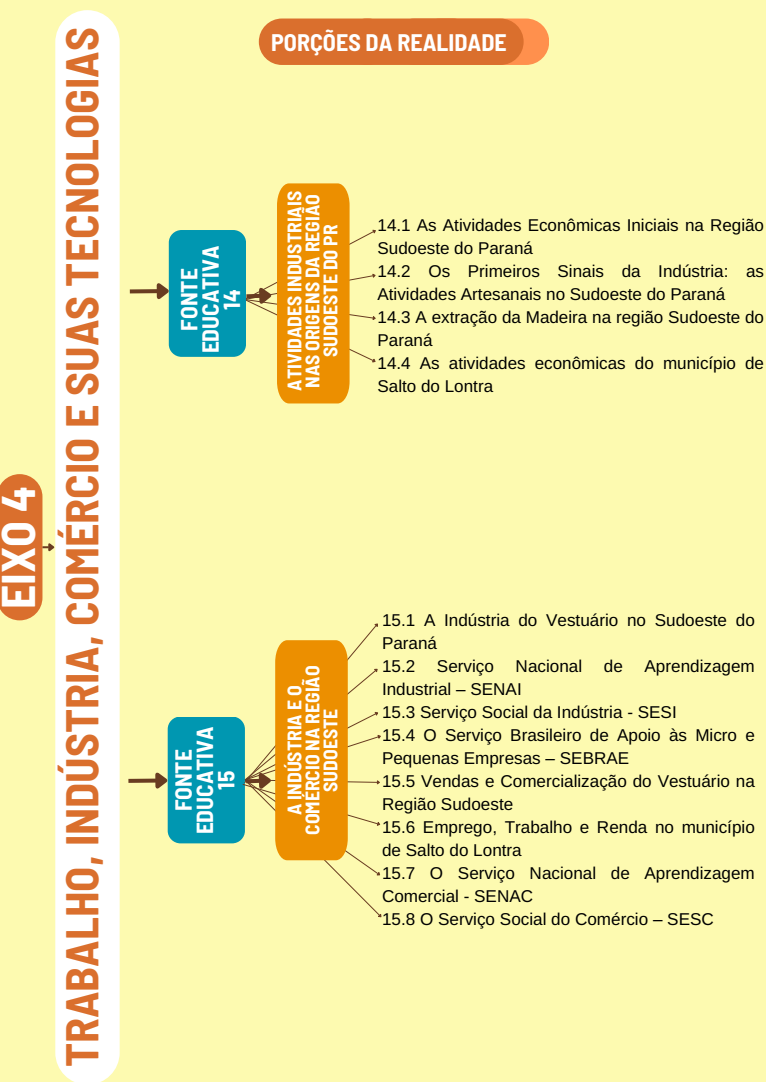 EIXO 4
TRABALHO, INDÚSTRIA, COMÉRCIO E SUAS TECNOLOGIAS
PORÇÕES DA REALIDADE
FONTE
EDUCATIVA
14
ATIVIDADES INDUSTRIAIS
NAS ORIGENS DA REGIÃO
SUDOESTE DO PR
14.1 As Atividades Econômicas Iniciais na Região
Sudoeste do Paraná
14.2 Os Primeiros Sinais da Indústria: as
Atividades Artesanais no Sudoeste do Paraná
14.3 A extração da Madeira na região Sudoeste do
Paraná
14.4 As atividades econômicas do município de
Salto do Lontra
FONTE
EDUCATIVA
15
A INDÚSTRIA E O
COMÉRCIO NA REGIÃO
SUDOESTE
15.1 A Indústria do Vestuário no Sudoeste do
Paraná
15.2 Serviço Nacional de Aprendizagem
Industrial – SENAI
15.3 Serviço Social da Indústria - SESI
15.4 O Serviço Brasileiro de Apoio às Micro e
Pequenas Empresas – SEBRAE
15.5 Vendas e Comercialização do Vestuário na
Região Sudoeste
15.6 Emprego, Trabalho e Renda no município
de Salto do Lontra
15.7 O Serviço Nacional de Aprendizagem
Comercial - SENAC
15.8 O Serviço Social do Comércio – SESC